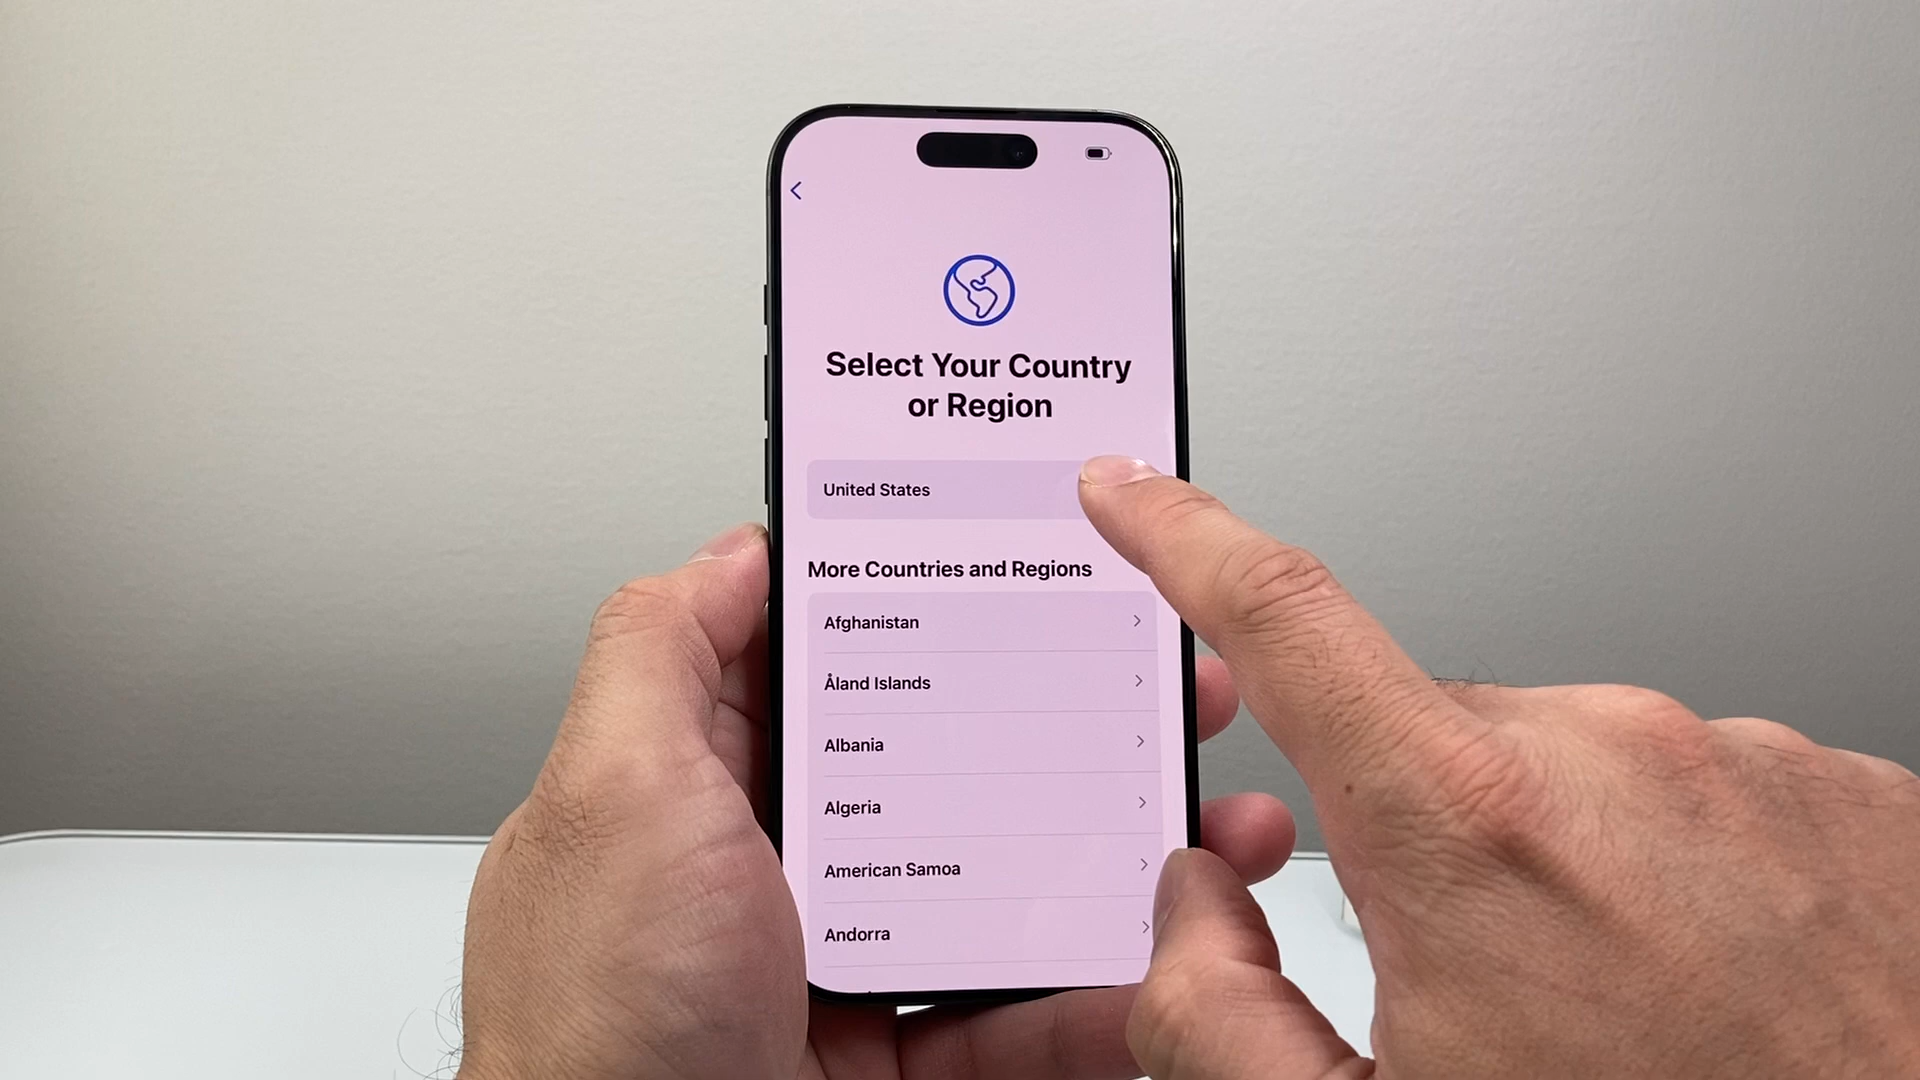 Select Your Country
or Region
United States
More Countries and Regions
Afghanistan
Åland Islands
Albania
Algeria
American Samoa
Andorra